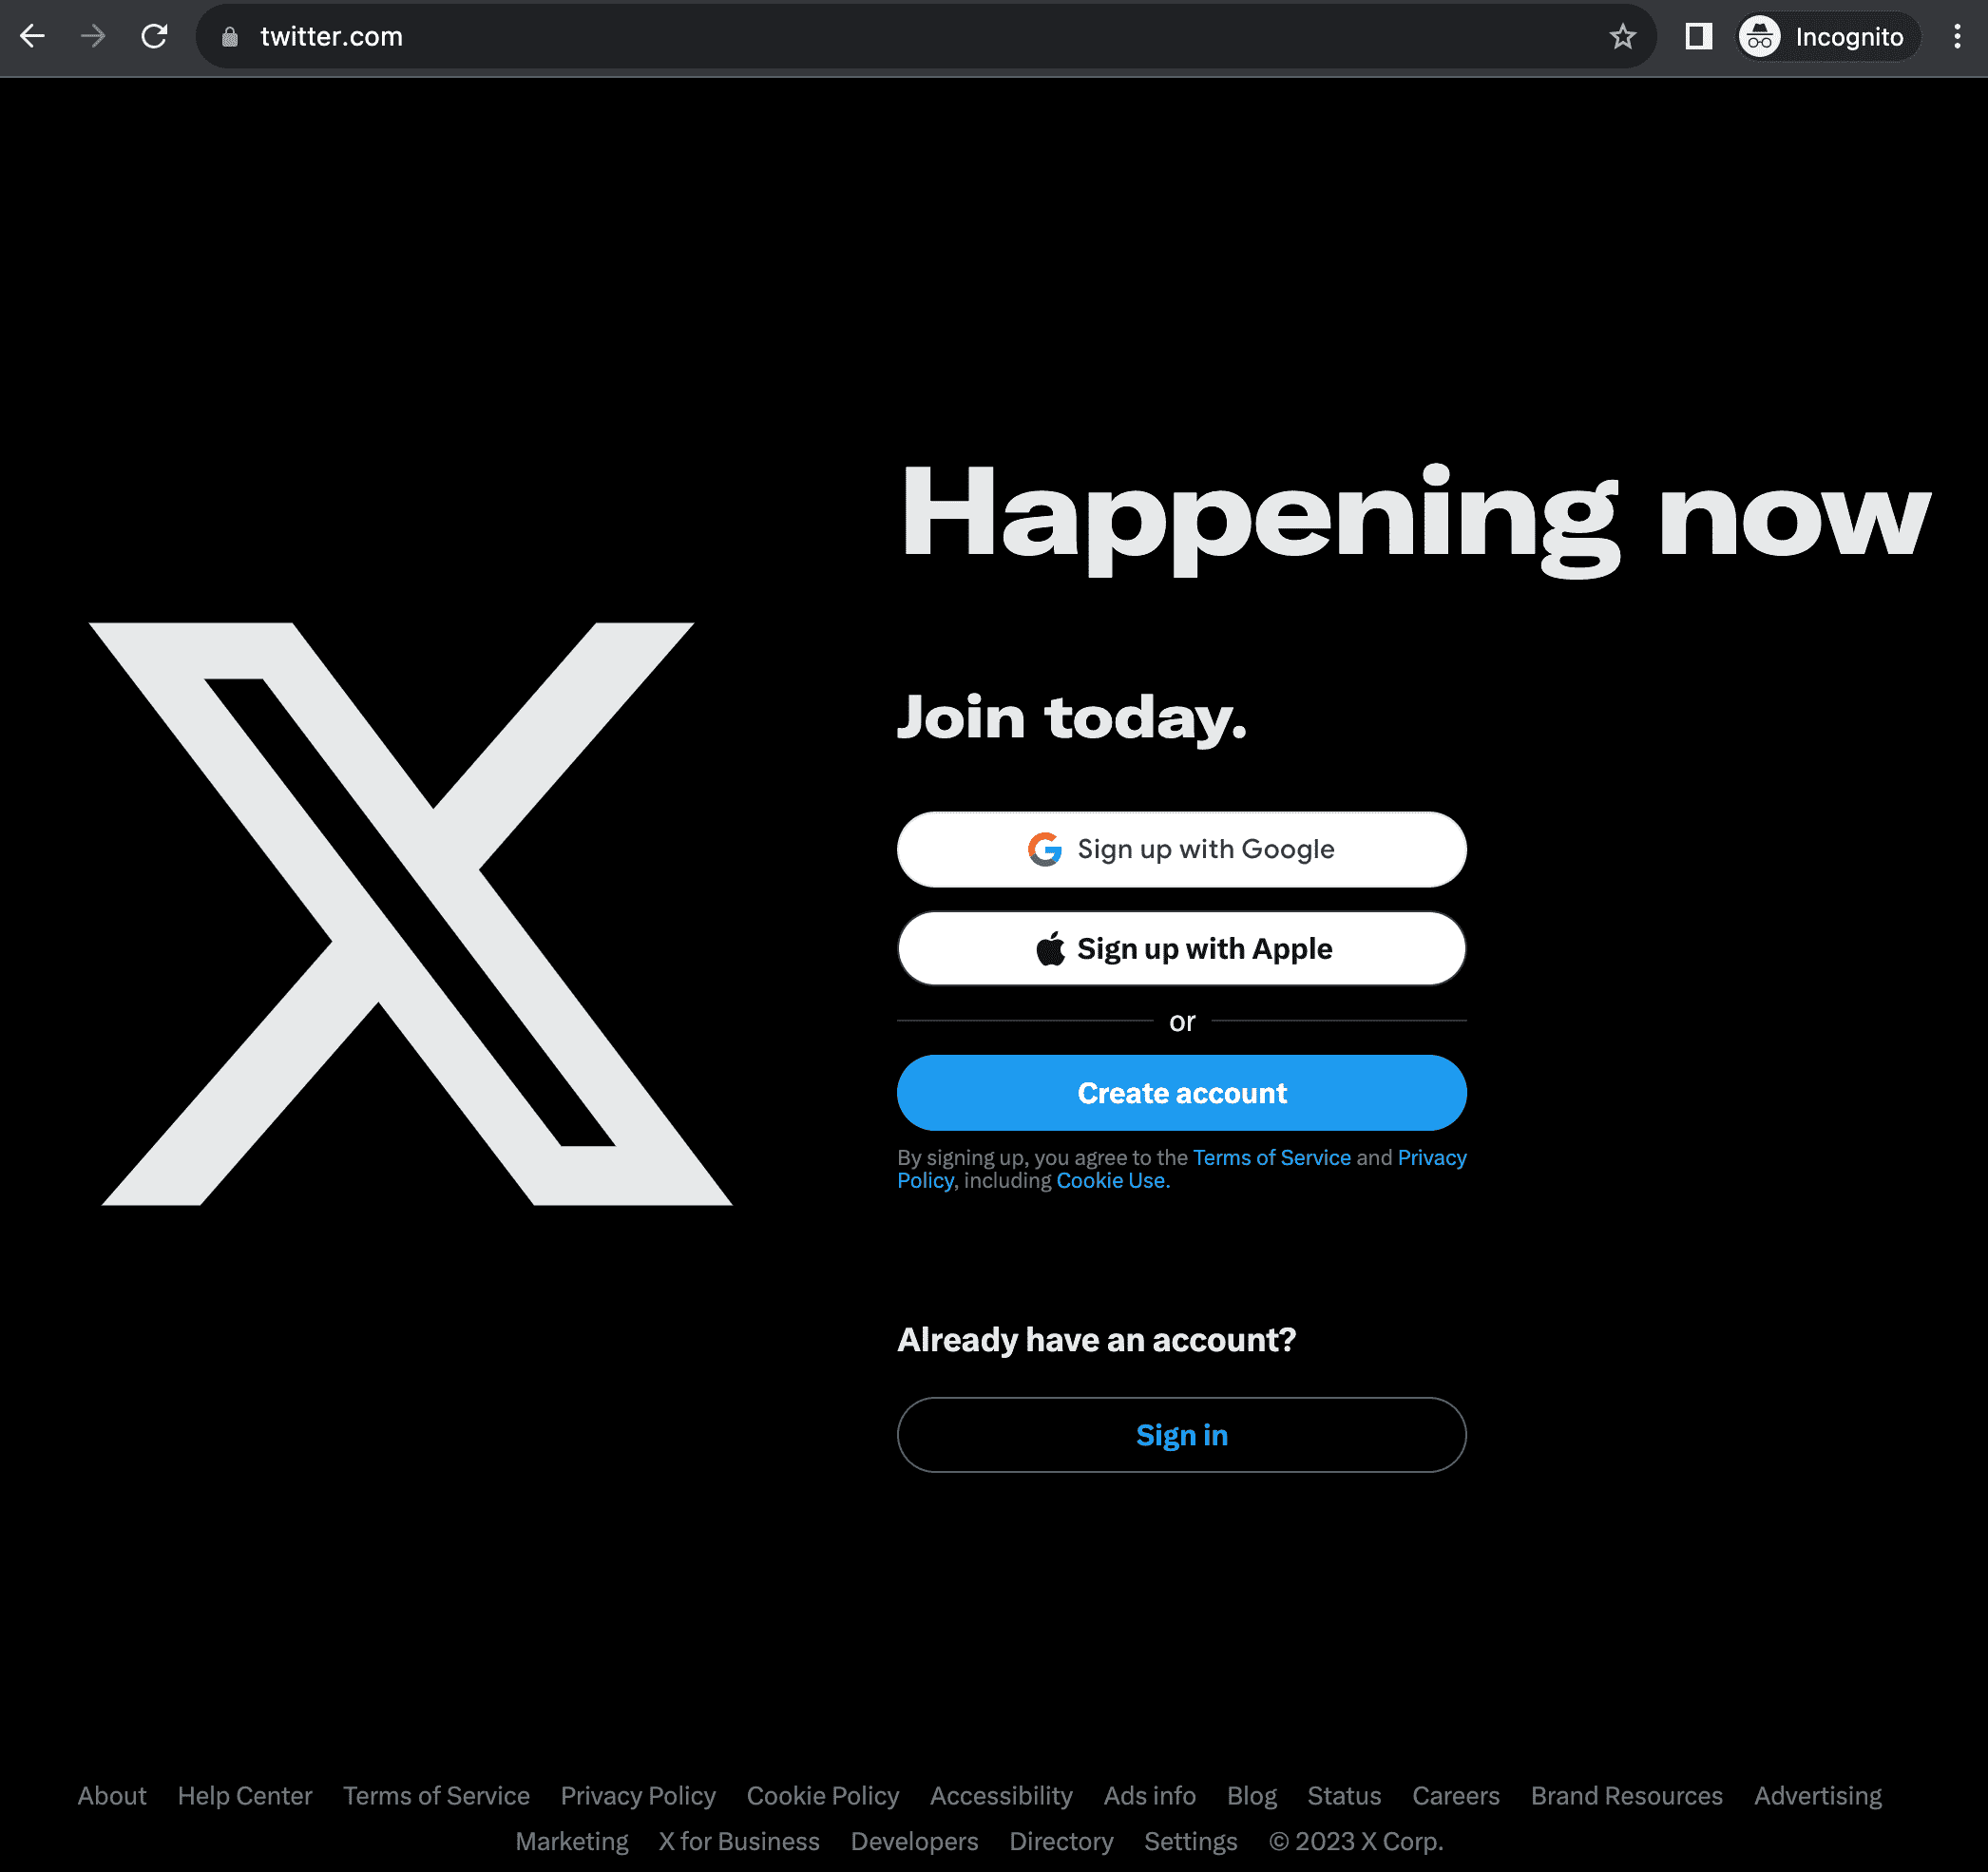 twitter.com
Incognito
Happening now
Join today.
Sign up with Google
Sign up with Apple
or
Create account
By signing up, you agree to the Terms of Service and Privacy
Policy, including Cookie Use.
Already have an account?
Sign in
About Help Center Terms of Service Privacy Policy Cookie Policy Accessibility Ads info Blog Status Careers Brand Resources Advertising
Marketing X for Business Developers Directory Settings © 2023 X Corp.